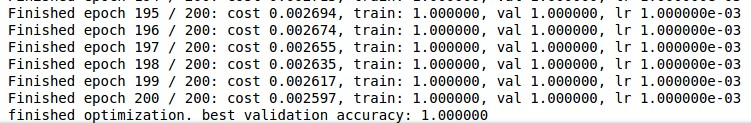 Finished epoch 195 / 200: cost 0.002694, train: 1.000000, val 1.000000, lr 1.000000e-03
Finished epoch 196 / 200: cost 0.002674, train: 1.000000, val 1.000000, lr 1.000000e-03
Finished epoch 197 / 200: cost 0.002655, train: 1.000000, val 1.000000, lr 1.000000e-03
Finished epoch 198 / 200: cost 0.002635, train: 1.000000, val 1.000000, lr 1.000000e-03
Finished epoch 199 / 200: cost 0.002617, train: 1.000000, val 1.000000, lr 1.000000e-03
Finished epoch 200 / 200: cost 0.002597, train: 1.000000, val 1.000000, lr 1.000000e-03
finished optimization. best validation accuracy: 1.000000